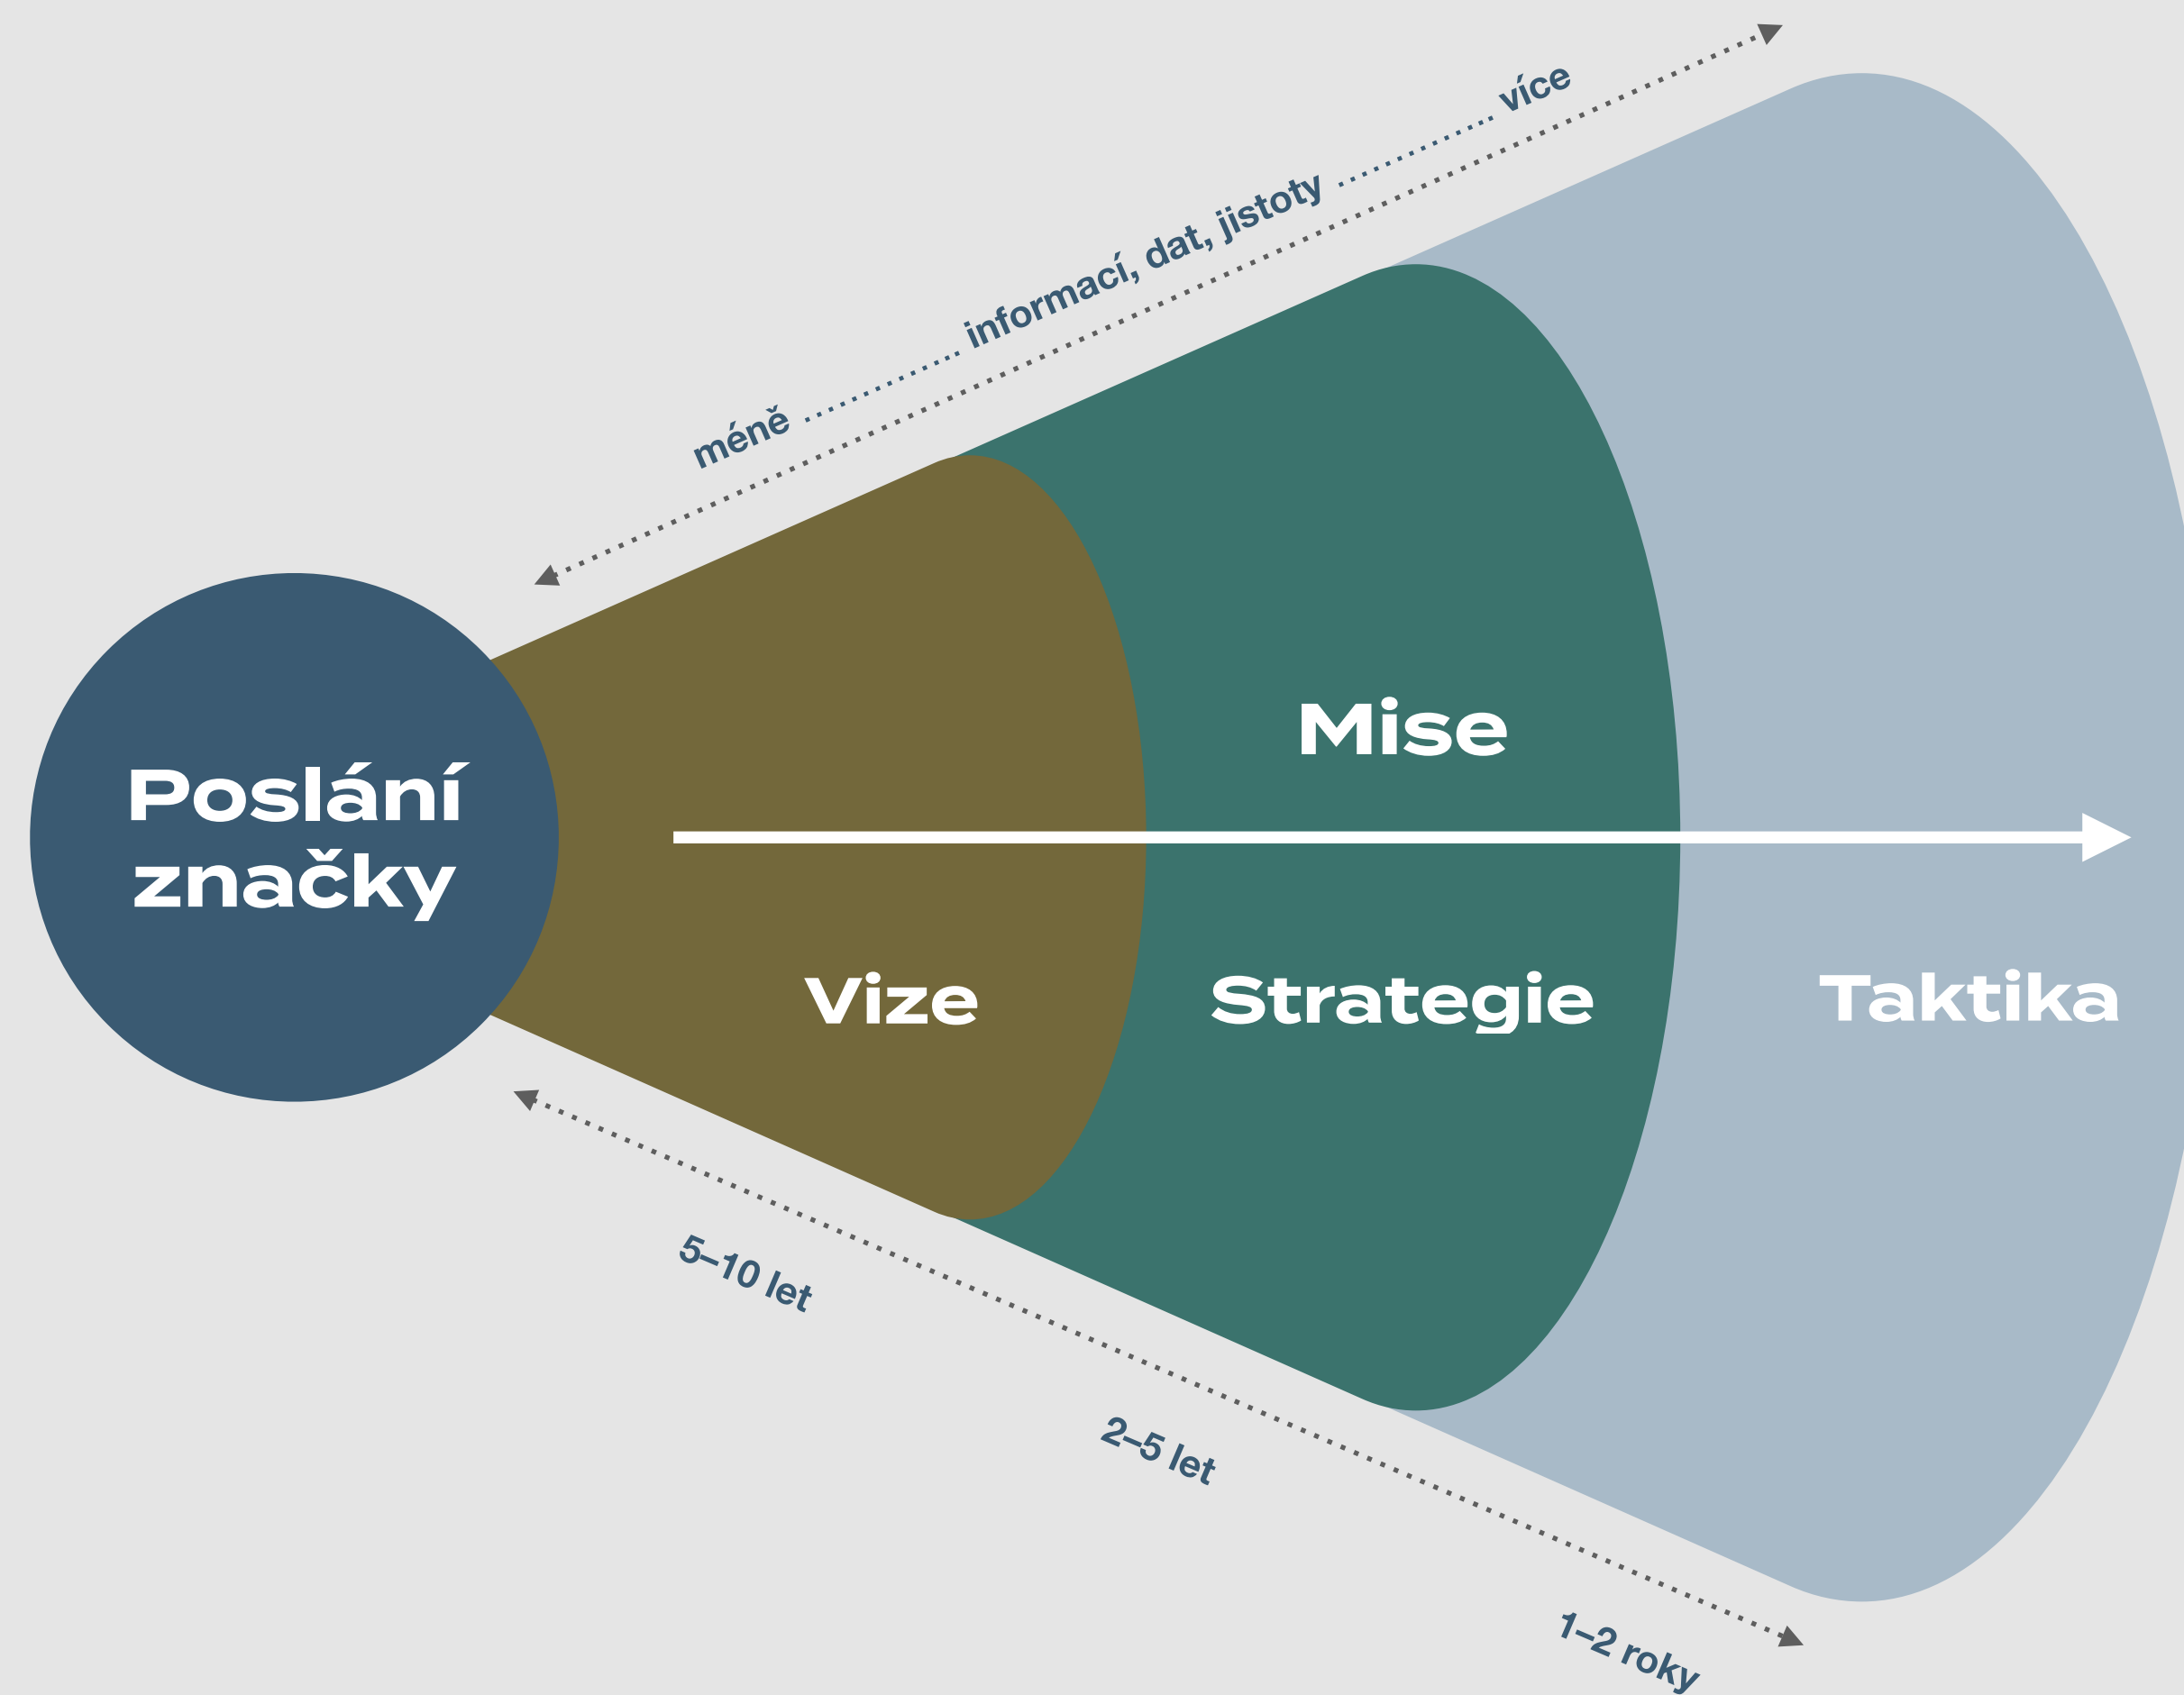 méně
informací, dat, jistoty
více
Poslání
značky
Mise
Vize
Strategie
Taktika
5–10 let
2–5 let
1–2 roky